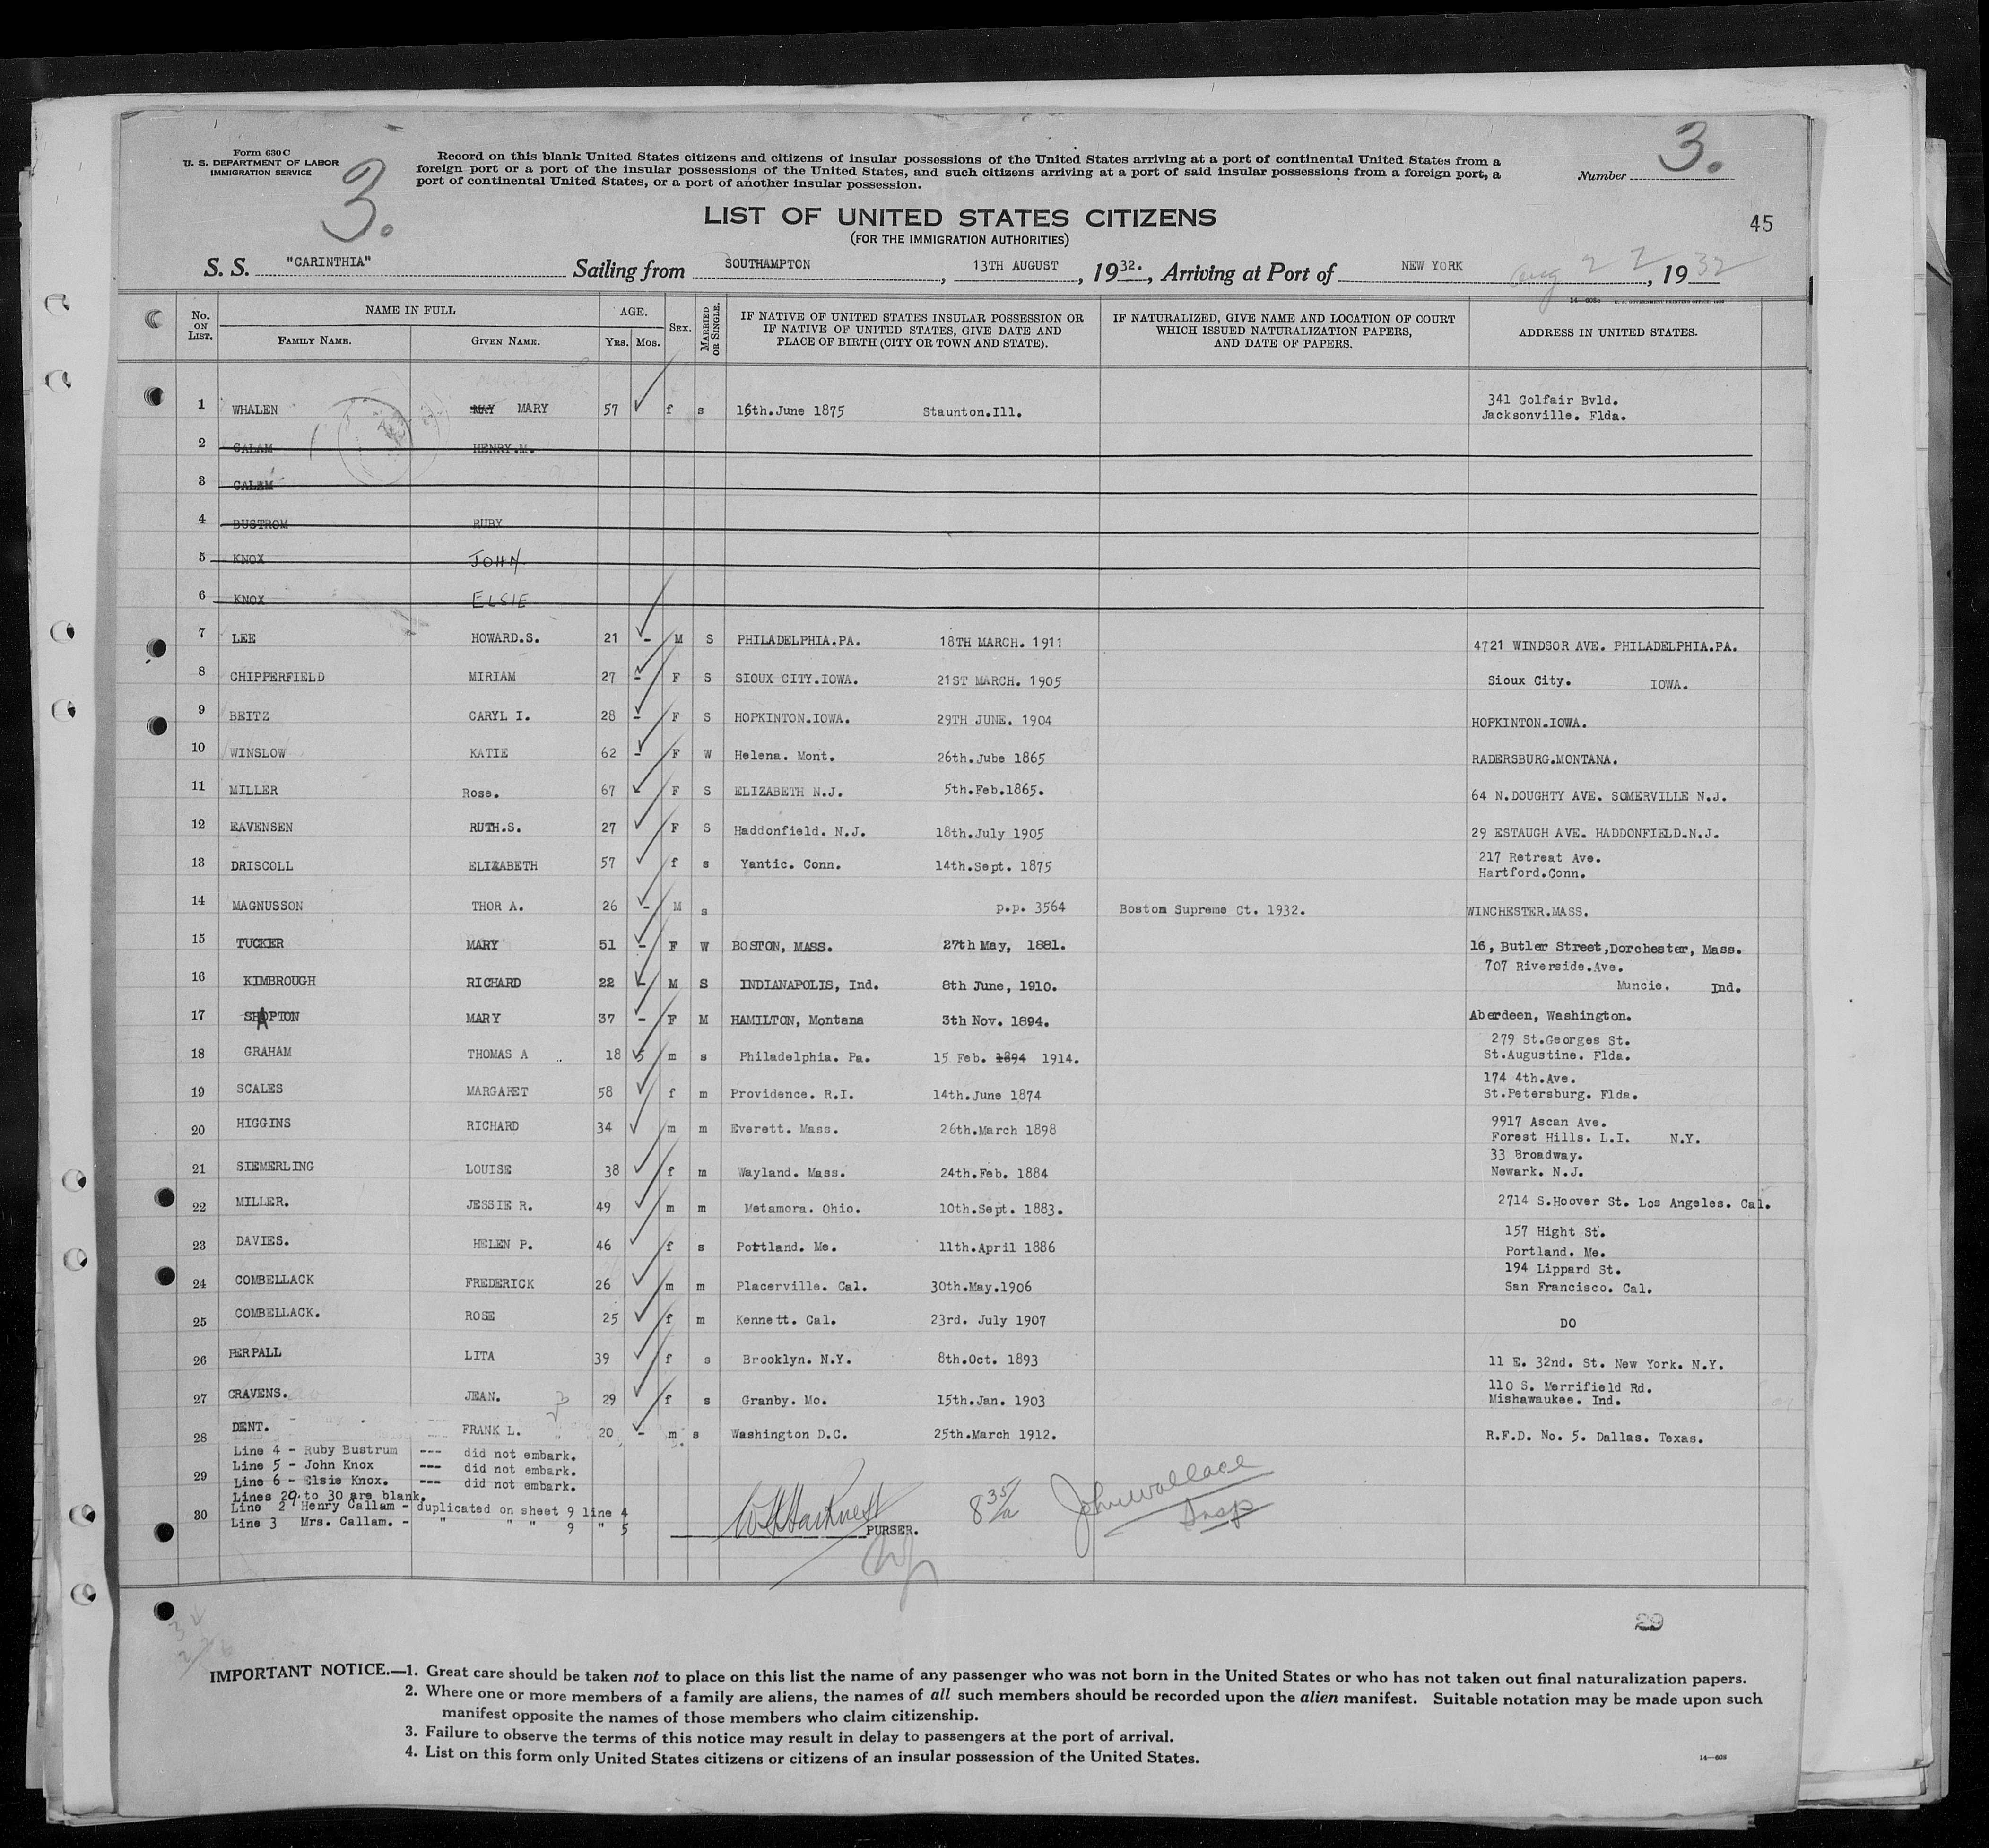 Form 630 C
U. S. DEPARTMENT OF LABOR
IMMIGRATION SERVICE
3.
Record on this blank United States citizens and citizens of insular possessions of the United States arriving at a port of continental United States from a
foreign port or a port of the insular possessions of the United States, and such citizens arriving at a port of said insular possessions from a foreign port, a
port of continental United States, or a port of another insular possession.
Number 3.
LIST OF UNITED STATES CITIZENS
(FOR THE IMMIGRATION AUTHORITIES)
45
S. S. "CARINTHIA" Sailing from SOUTHAMPTON, 13TH AUGUST, 1932., Arriving at Port of NEW YORK Aug 22, 1932
No. ON LIST. NAME IN FULL FAMILY NAME. GIVEN NAME. AGE. Yrs. Mos. SEX. MARRIED OR SINGLE. IF NATIVE OF UNITED STATES INSULAR POSSESSION OR IF NATIVE OF UNITED STATES, GIVE DATE AND PLACE OF BIRTH (CITY OR TOWN AND STATE). IF NATURALIZED, GIVE NAME AND LOCATION OF COURT WHICH ISSUED NATURALIZATION PAPERS, AND DATE OF PAPERS. ADDRESS IN UNITED STATES.
1 WHALEN MAY MARY 57 f s 15th.June 1875 Staunton.Ill. 341 Golfair Bvld.
Jacksonville. Flda.
2 CALAM HENRY.M.
3 CALAM
4 BUSTROM RUBY
5 KNOX JOHN
6 KNOX ELSIE
7 LEE HOWARD.S. 21 - M S PHILADELPHIA.PA. 18TH MARCH. 1911 4721 WINDSOR AVE. PHILADELPHIA.PA.
8 CHIPPERFIELD MIRIAM 27 - F S SIOUX CITY.IOWA. 21ST MARCH. 1905 Sioux City. IOWA.
9 BEITZ CARYL I. 28 - F S HOPKINTON.IOWA. 29TH JUNE. 1904 HOPKINTON.IOWA.
10 WINSLOW KATIE 62 - F W Helena. Mont. 26th.Jube 1865 RADERSBURG.MONTANA.
11 MILLER Rose. 67 - F S ELIZABETH N.J. 5th.Feb.1865. 64 N.DOUGHTY AVE. SOMERVILLE N.J.
12 EAVENSEN RUTH.S. 27 F S Haddonfield. N.J. 18th.July 1905 29 ESTAUGH AVE. HADDONFIELD.N.J.
13 DRISCOLL ELIZABETH 57 f s Yantic. Conn. 14th.Sept. 1875 217 Retreat Ave.
Hartford.Conn.
14 MAGNUSSON THOR A. 26 - M s p.p. 3564 Boston Supreme Ct. 1932. WINCHESTER.MASS.
15 TUCKER MARY 51 - F W BOSTON, MASS. 27th May, 1881. 16, Butler Street,Dorchester, Mass.
16 KIMBROUGH RICHARD 22 - M S INDIANAPOLIS, Ind. 8th June, 1910. 707 Riverside.Ave.
Muncie. Ind.
17 SHAPTON MARY 37 - F M HAMILTON, Montana 3th Nov. 1894. Aberdeen, Washington.
18 GRAHAM THOMAS A .. 18 5 m s Philadelphia. Pa. 15 Feb. 1894 1914. 279 St.Georges St.
St.Augustine. Flda.
19 SCALES MARGARET 58 f m Providence. R.I. 14th.June 1874 174 4th.Ave.
St.Petersburg. Flda.
20 HIGGINS RICHARD 34 m m Everett. Mass. 26th.March 1898 9917 Ascan Ave.
Forest Hills. L.I. N.Y.
21 SIEMERLING LOUISE 38 f m Wayland. Mass. 24th.Feb. 1884 33 Broadway.
Newark. N.J.
22 MILLER. JESSIE R. 49 m m Metamora. Ohio. 10th.Sept. 1883. 2714 S.Hoover St. Los Angeles. Cal.
23 DAVIES. HELEN P. 46 f s Portland. Me. 11th.April 1886 157 Hight St.
Portland. Me.
24 COMBELLACK FREDERICK 26 m m Placerville. Cal. 30th.May.1906 194 Lippard St.
San Francisco. Cal.
25 COMBELLACK. ROSE 25 f m Kennett. Cal. 23rd. July 1907 DO
26 PERPALL LITA 39 f s Brooklyn. N.Y. 8th.Oct. 1893 11 E. 32nd. St. New York. N.Y.
27 CRAVENS. JEAN. 29 f s Granby. Mo. 15th.Jan. 1903 110 S. Merrifield Rd.
Mishawaukee. Ind.
28 DENT. FRANK L. 20 - m s Washington D.C. 25th.March 1912. R.F.D. No. 5. Dallas. Texas.
Line 4 - Ruby Bustrum --- did not embark.
Line 5 - John Knox --- did not embark.
29 Line 6 - Elsie Knox. --- did not embark.
Lines 29 to 30 are blank.
30 Line 2 Henry Callam - duplicated on sheet 9 line 4
Line 3 Mrs. Callam. - " " " 9 " 5
PURSER.
8 35/a John Wallace
Insp
29
IMPORTANT NOTICE.—1. Great care should be taken not to place on this list the name of any passenger who was not born in the United States or who has not taken out final naturalization papers.
2. Where one or more members of a family are aliens, the names of all such members should be recorded upon the alien manifest. Suitable notation may be made upon such
manifest opposite the names of those members who claim citizenship.
3. Failure to observe the terms of this notice may result in delay to passengers at the port of arrival.
4. List on this form only United States citizens or citizens of an insular possession of the United States.
14—608